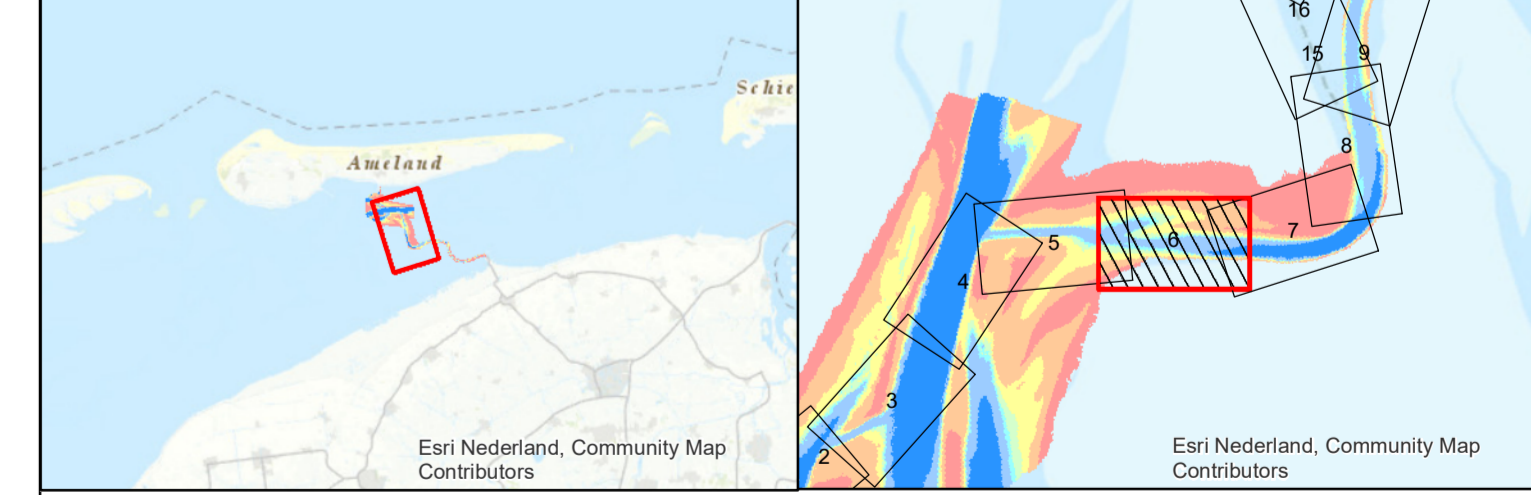 Schie
Ameland
Esri Nederland, Community Map
Contributors
16
15
9
8
7
6
5
4
3
2
Esri Nederland, Community Map
Contributors